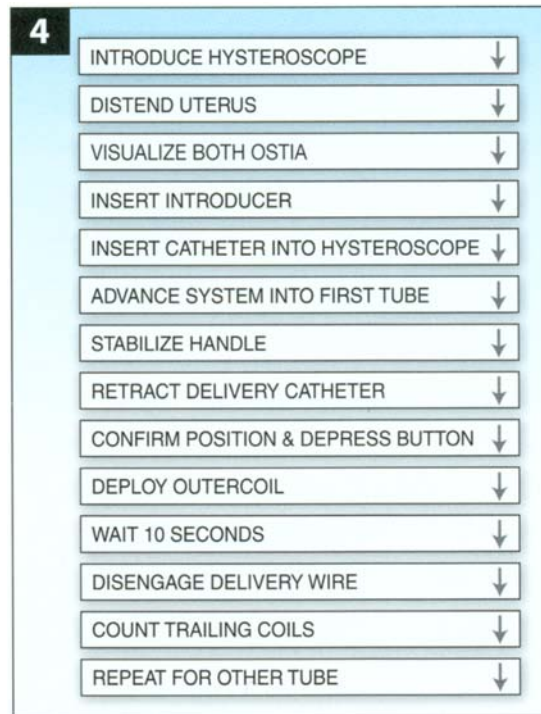 4
INTRODUCE HYSTEROSCOPE
DISTEND UTERUS
VISUALIZE BOTH OSTIA
INSERT INTRODUCER
INSERT CATHETER INTO HYSTEROSCOPE
ADVANCE SYSTEM INTO FIRST TUBE
STABILIZE HANDLE
RETRACT DELIVERY CATHETER
CONFIRM POSITION & DEPRESS BUTTON
DEPLOY OUTERCOIL
WAIT 10 SECONDS
DISENGAGE DELIVERY WIRE
COUNT TRAILING COILS
REPEAT FOR OTHER TUBE